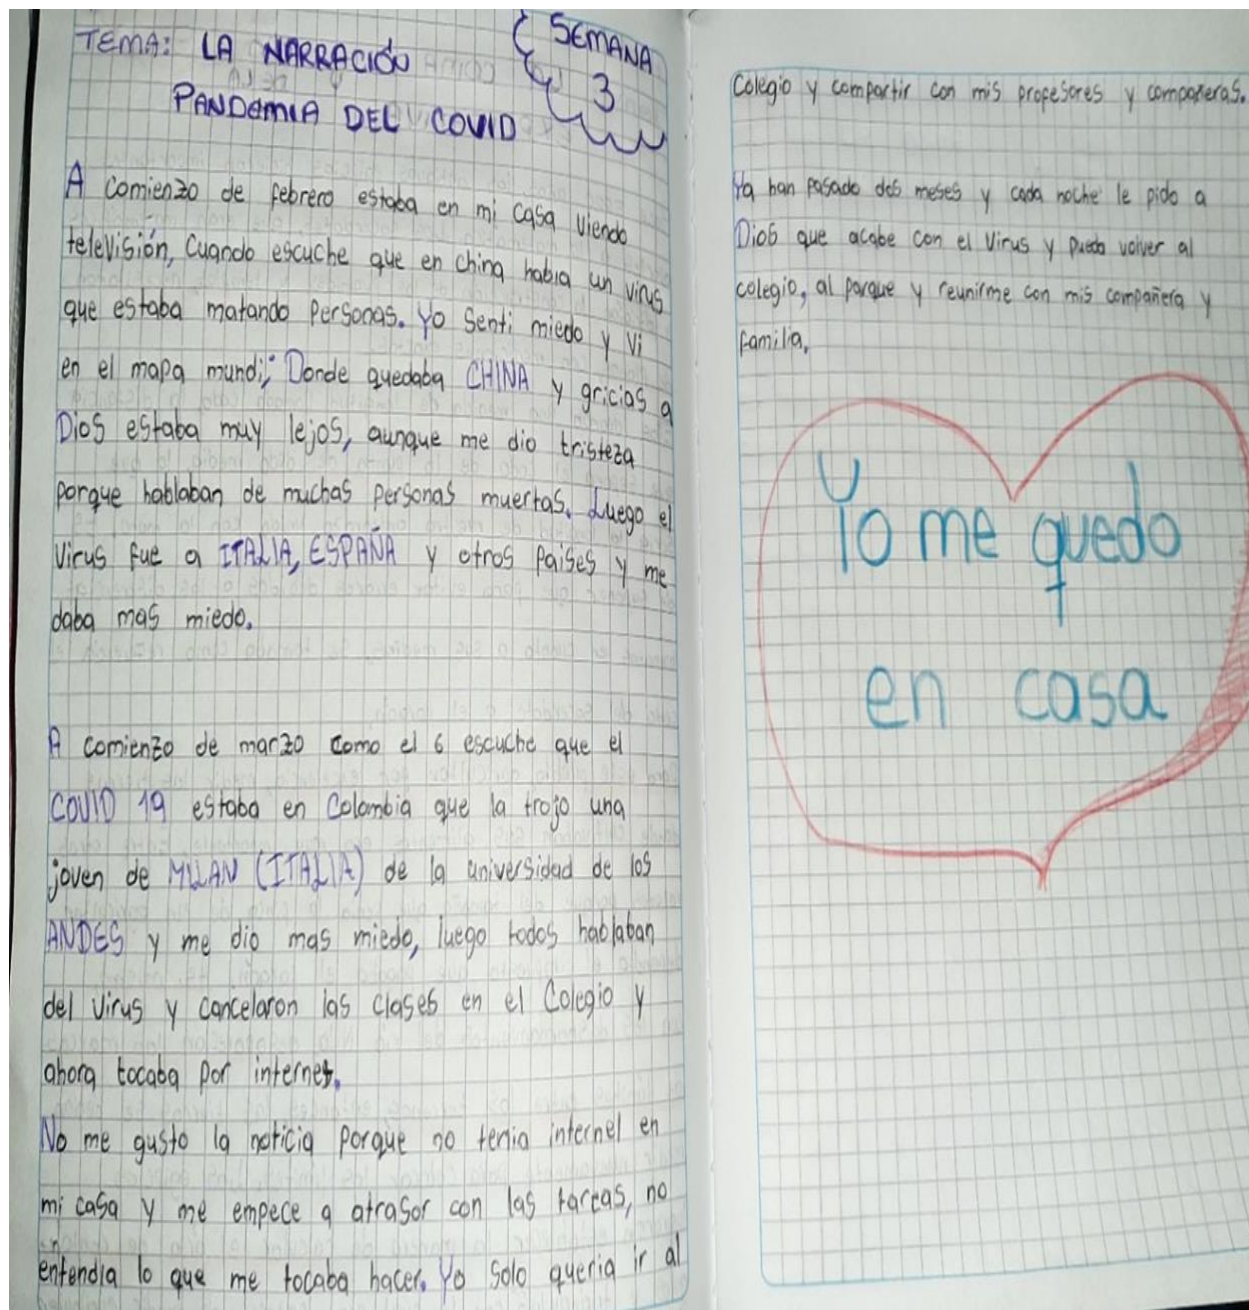 TEMA: LA NARRACIÓN
SEMANA
3
PANDEMIA DEL COVID
A comienzo de febrero estaba en mi casa viendo
televisión, Cuando escuche que en china habia un virus
que estaba matando personas. Yo Senti miedo y vi
en el mapa mundi; Donde quedaba CHINA y gricias a
Dios estaba muy lejos, aunque me dio tristeza
porque hablaban de muchas personas muertas. Luego el
Virus fue a ITALIA, ESPAÑA y otros paises y me
daba mas miedo.
A comienzo de marzo como el 6 escuche que el
COVID 19 estaba en Colombia que la trajo una
joven de MILAN (ITALIA) de la universidad de los
ANDES y me dio mas miedo, luego todos hablaban
del virus y cancelaron las clases en el Colegio y
ahora tocaba por internet.
No me gusto la noticia porque no tenia internet en
mi casa y me empece a atrasar con las tareas, no
entendia lo que me tocaba hacer. Yo solo queria ir al
Colegio y compartir con mis profesores y compañeras.
Ya han pasado dos meses y cada noche le pido a
Dios que acabe con el Virus y pueda volver al
colegio, al parque y reunirme con mis compañera y
familia,
Yo me quedo
en casa